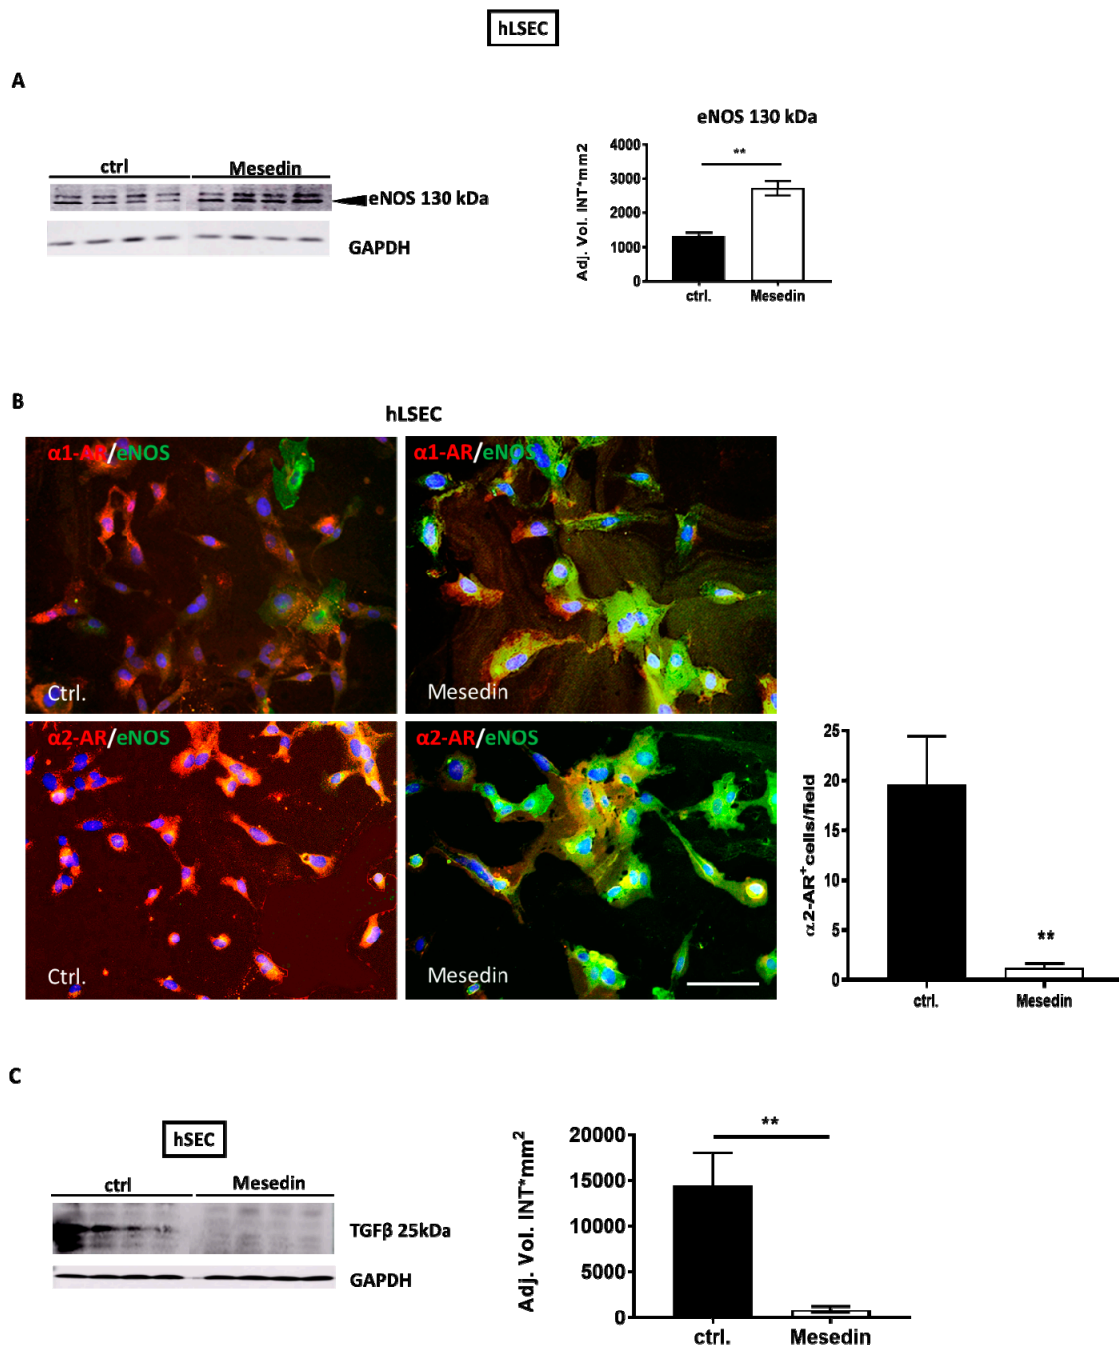 hLSEC
A
ctrl
Mesedin
eNOS 130 kDa
GAPDH
eNOS 130 kDa
Adj. Vol. INT*mm2
4000
3000
2000
1000
0
**
ctrl.
Mesedin
B
hLSEC
α1-AR/eNOS
Ctrl.
α1-AR/eNOS
Mesedin
α2-AR/eNOS
Ctrl.
α2-AR/eNOS
Mesedin
α2-AR+cells/field
25
20
15
10
5
0
**
ctrl.
Mesedin
C
hSEC
ctrl
Mesedin
TGFβ 25kDa
GAPDH
Adj. Vol. INT*mm²
20000
15000
10000
5000
0
**
ctrl.
Mesedin